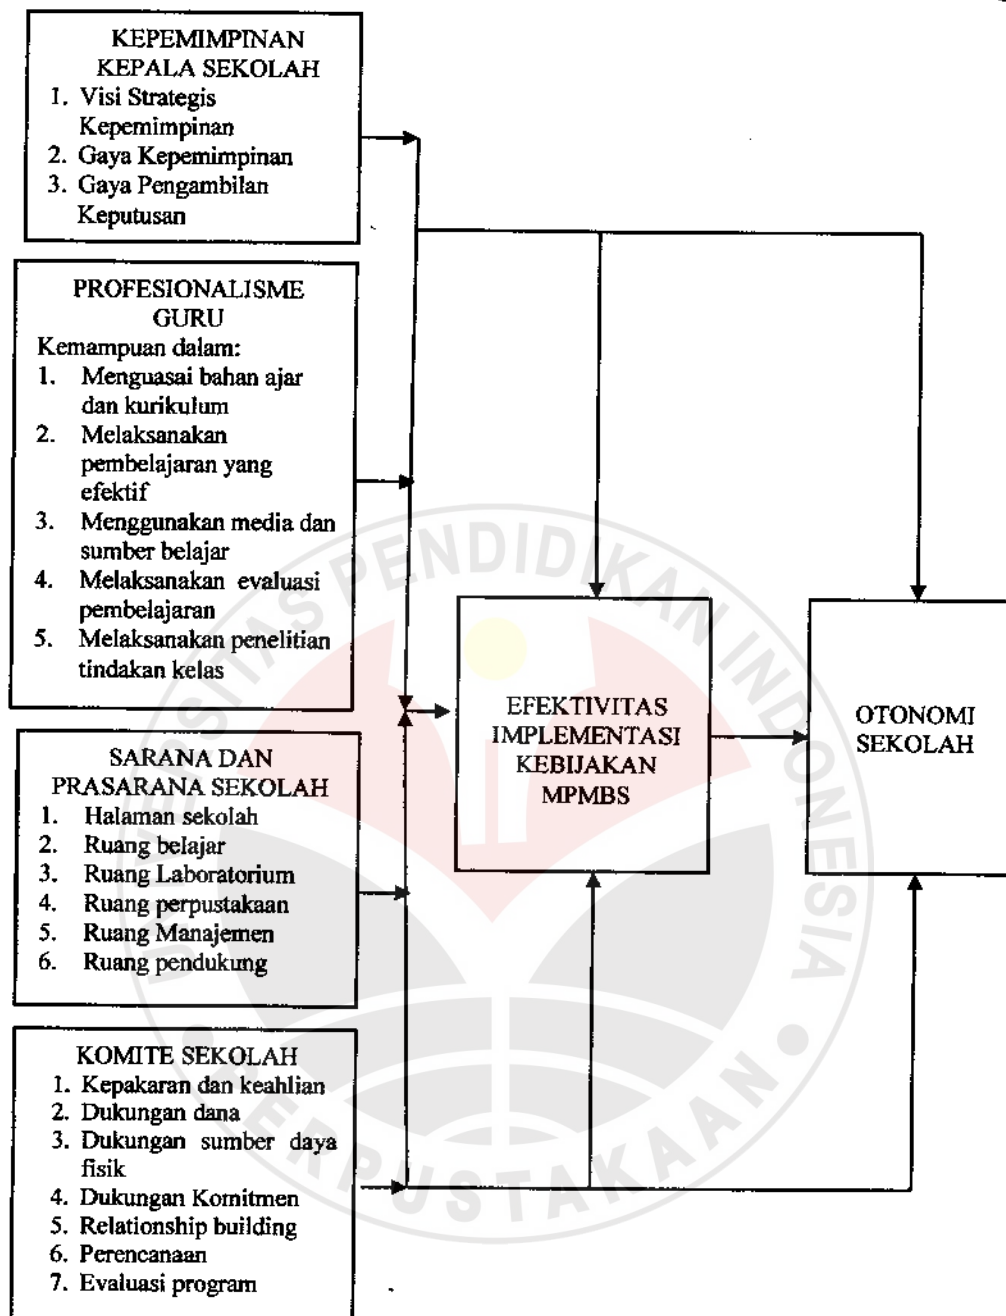 KEPEMIMPINAN
KEPALA SEKOLAH
1. Visi Strategis
Kepemimpinan
2. Gaya Kepemimpinan
3. Gaya Pengambilan
Keputusan
PROFESIONALISME
GURU
Kemampuan dalam:
1. Menguasai bahan ajar
dan kurikulum
2. Melaksanakan
pembelajaran yang
efektif
3. Menggunakan media dan
sumber belajar
4. Melaksanakan evaluasi
pembelajaran
5. Melaksanakan penelitian
tindakan kelas
SARANA DAN
PRASARANA SEKOLAH
1. Halaman sekolah
2. Ruang belajar
3. Ruang Laboratorium
4. Ruang perpustakaan
5. Ruang Manajemen
6. Ruang pendukung
KOMITE SEKOLAH
1. Kepakaran dan keahlian
2. Dukungan dana
3. Dukungan sumber daya
fisik
4. Dukungan Komitmen
5. Relationship building
6. Perencanaan
7. Evaluasi program
EFEKTIVITAS
IMPLEMENTASI
KEBIJAKAN
MPMBS
OTONOMI
SEKOLAH
UNIVERSITAS PENDIDIKAN INDONESIA
PERPUSTAKAAN